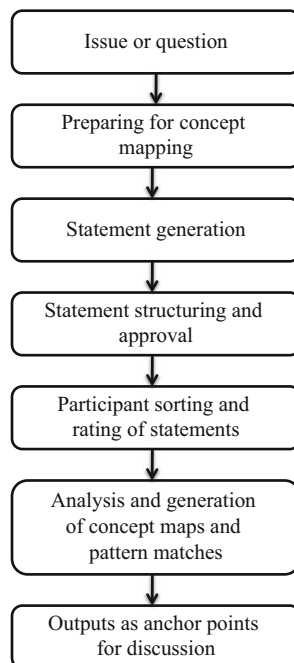 Issue or question
Preparing for concept
mapping
Statement generation
Statement structuring and
approval
Participant sorting and
rating of statements
Analysis and generation
of concept maps and
pattern matches
Outputs as anchor points
for discussion